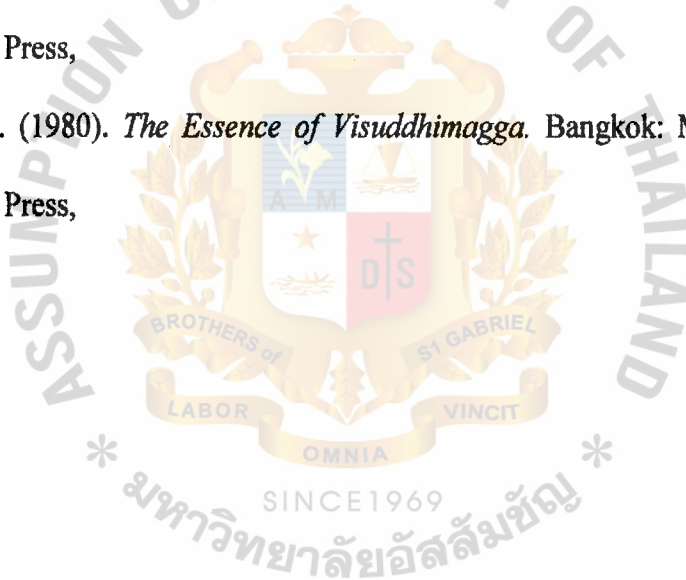 Press,
. (1980). The Essence of Visuddhimagga. Bangkok:
Press,
OF THAILAND
ASSUMPTION
A M
D S
BROTHERS of ST GABRIEL
LABOR VINCIT
OMNIA
SINCE1969
* มหาวิทยาลัยอัสสัมชัญ *